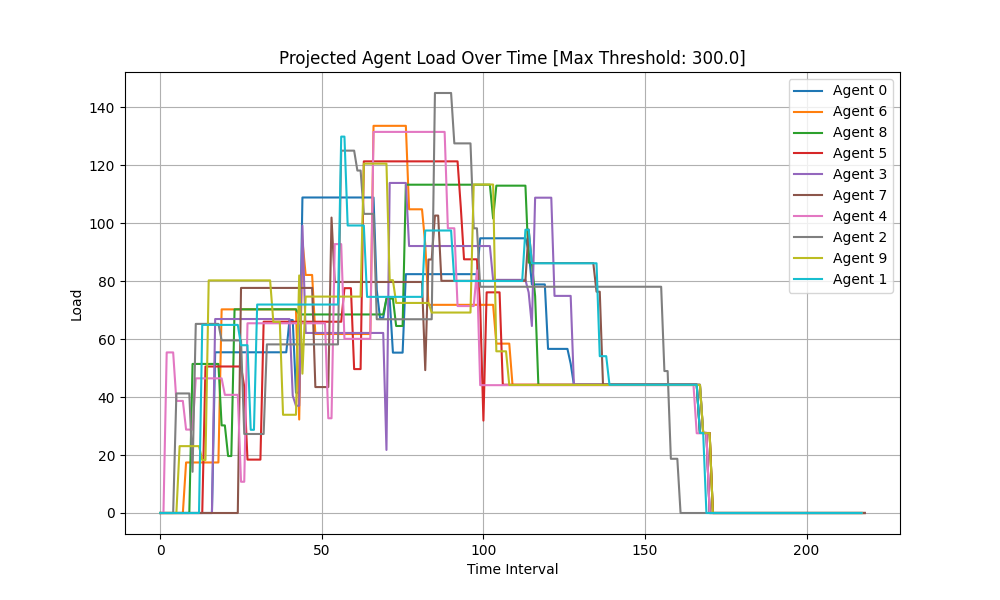 Projected Agent Load Over Time [Max Threshold: 300.0]
Load
140
120
100
80
60
40
20
0
0 50 100 150 200
Time Interval
Agent 0
Agent 6
Agent 8
Agent 5
Agent 3
Agent 7
Agent 4
Agent 2
Agent 9
Agent 1